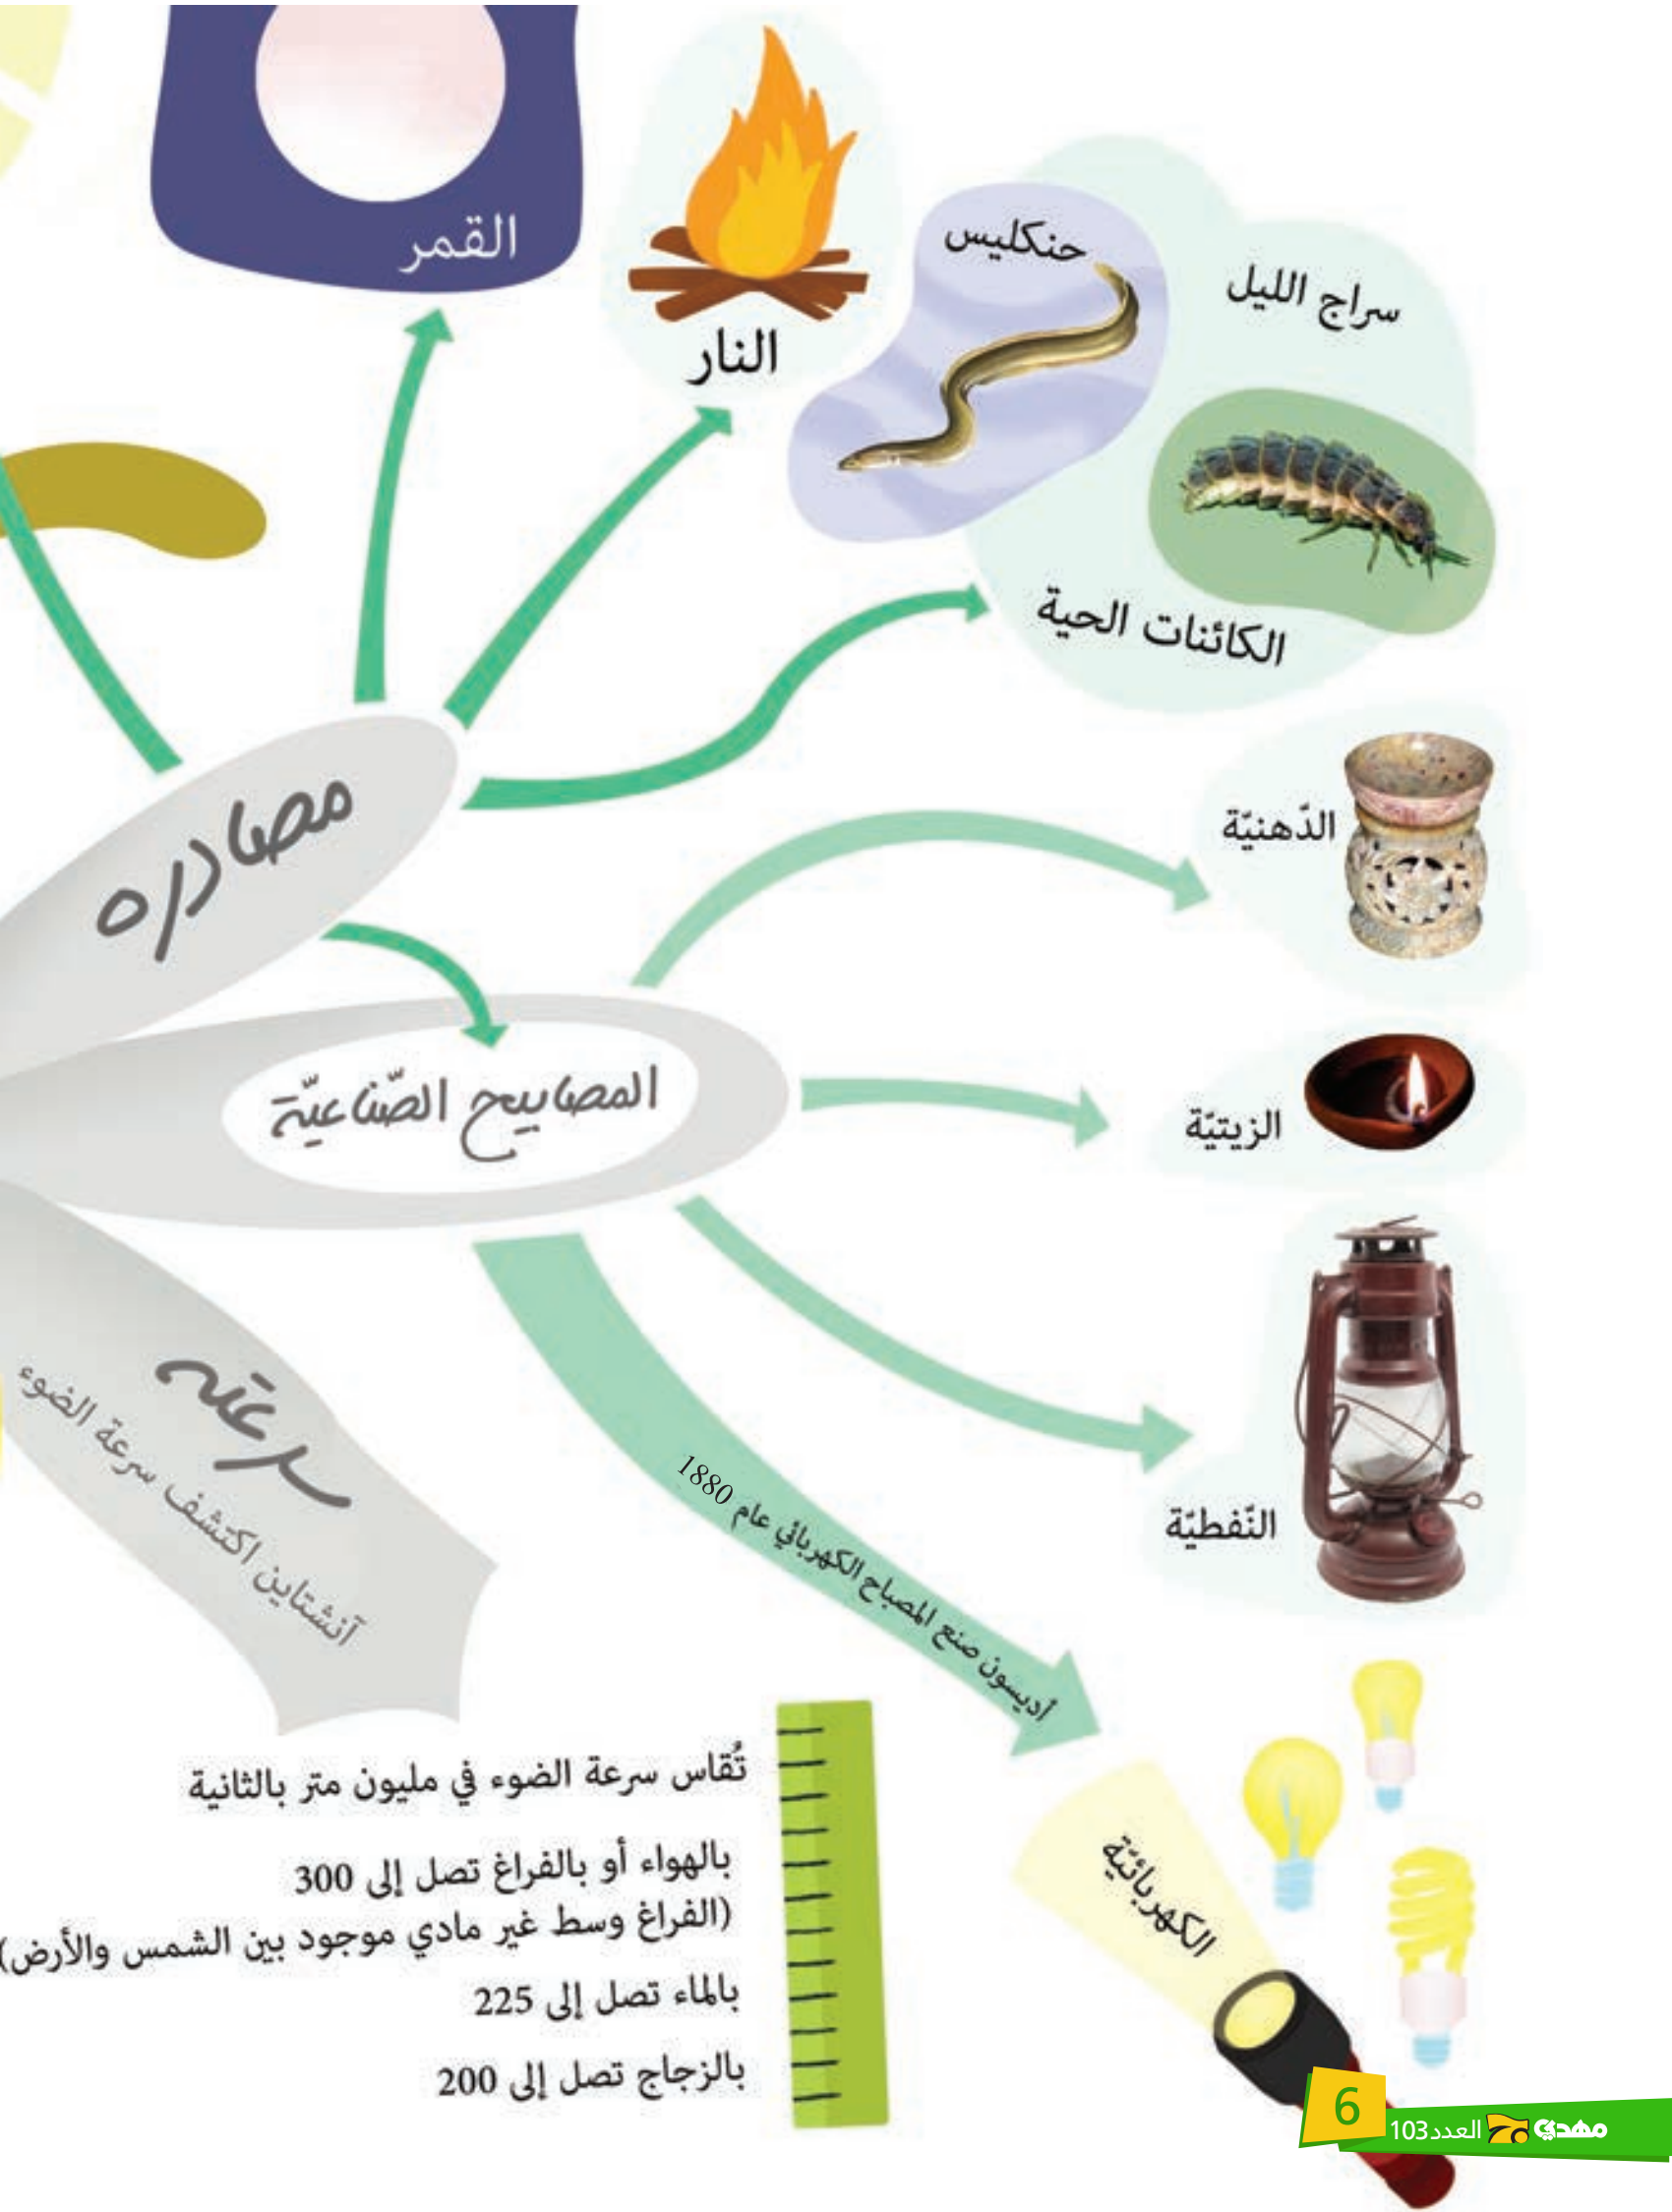 القمر
النار
حنكليس
سراج الليل
الكائنات الحية
مصادره
الدّهنيّة
المصابيح الصّناعيّة
الزيتيّة
النّفطيّة
أديسون صنع المصباح الكهربائي عام 1880
الكهربائيّة
سرعته
آنشتاين اكتشف سرعة الضوء
تُقاس سرعة الضوء في مليون متر بالثانية
بالهواء أو بالفراغ تصل إلى 300
(الفراغ وسط غير مادي موجود بين الشمس والأرض)
بالماء تصل إلى 225
بالزجاج تصل إلى 200
6
مهدي العدد 103